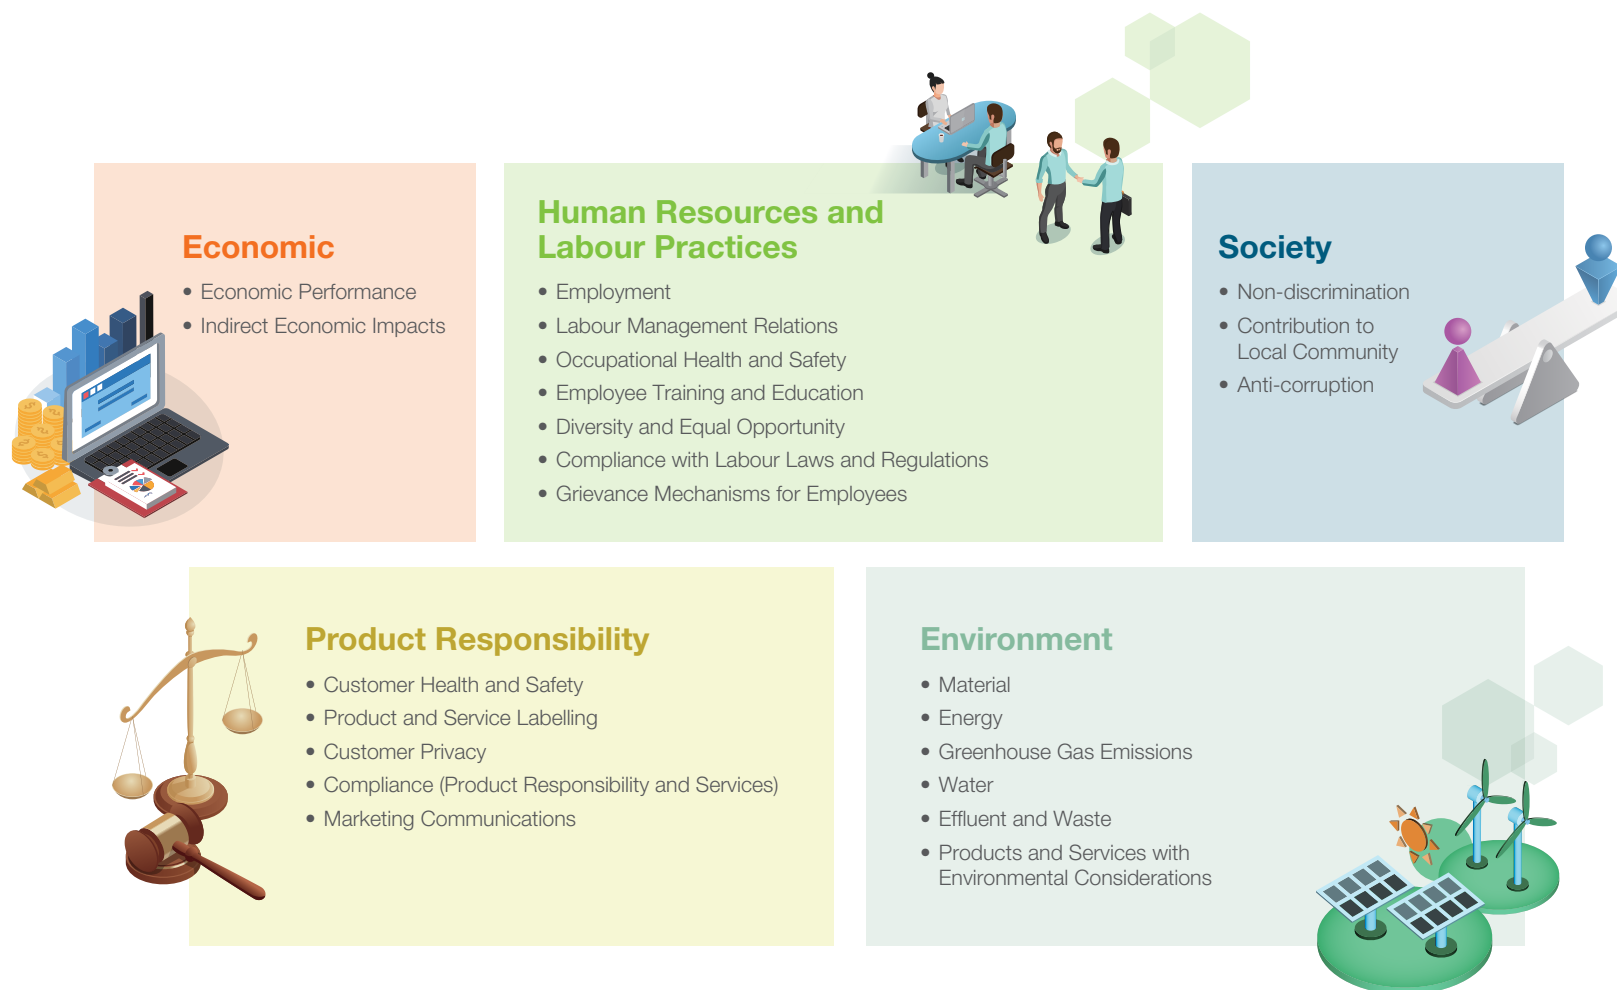 Economic
• Economic Performance
• Indirect Economic Impacts
Human Resources and
Labour Practices
• Employment
• Labour Management Relations
• Occupational Health and Safety
• Employee Training and Education
• Diversity and Equal Opportunity
• Compliance with Labour Laws and Regulations
• Grievance Mechanisms for Employees
Society
• Non-discrimination
• Contribution to
Local Community
• Anti-corruption
Product Responsibility
• Customer Health and Safety
• Product and Service Labelling
• Customer Privacy
• Compliance (Product Responsibility and Services)
• Marketing Communications
Environment
• Material
• Energy
• Greenhouse Gas Emissions
• Water
• Effluent and Waste
• Products and Services with
Environmental Considerations